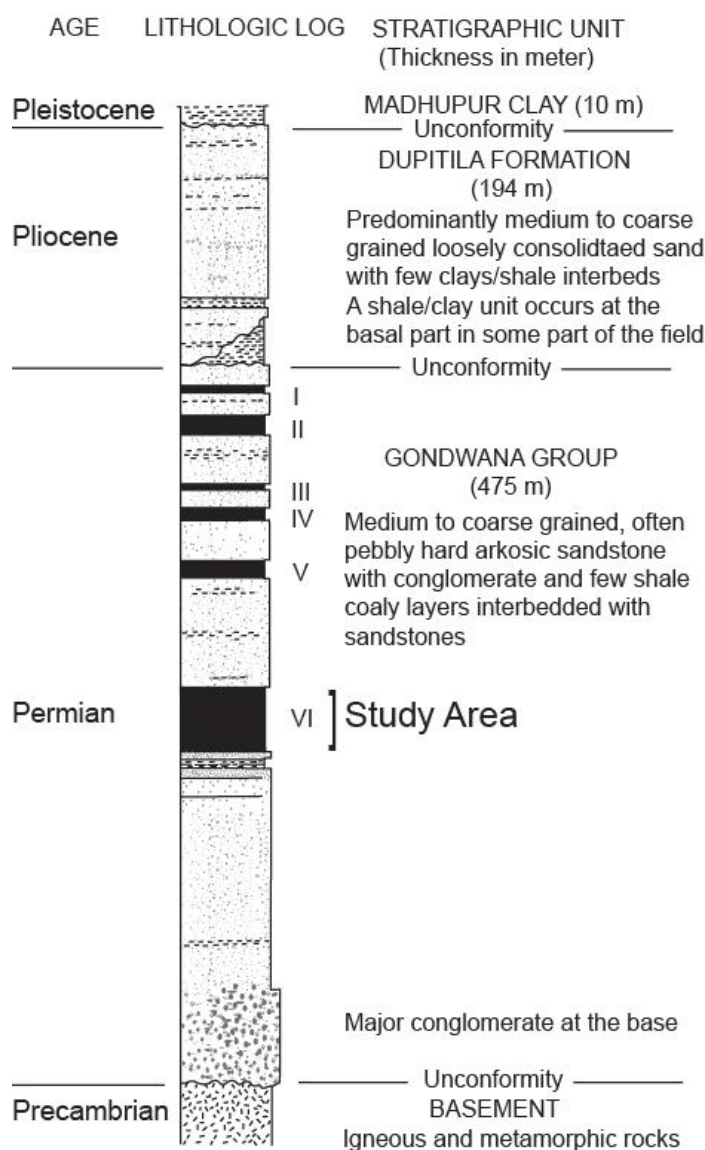 AGE LITHOLOGIC LOG STRATIGRAPHIC UNIT
(Thickness in meter)
Pleistocene
MADHUPUR CLAY (10 m)
Unconformity
DUPITILA FORMATION
(194 m)
Pliocene
Predominantly medium to coarse
grained loosely consolidtaed sand
with few clays/shale interbeds
A shale/clay unit occurs at the
basal part in some part of the field
Unconformity
I
II
GONDWANA GROUP
(475 m)
III
IV
V
Medium to coarse grained, often
pebbly hard arkosic sandstone
with conglomerate and few shale
coaly layers interbedded with
sandstones
Permian
VI
Study Area
Major conglomerate at the base
Unconformity
Precambrian
BASEMENT
Igneous and metamorphic rocks